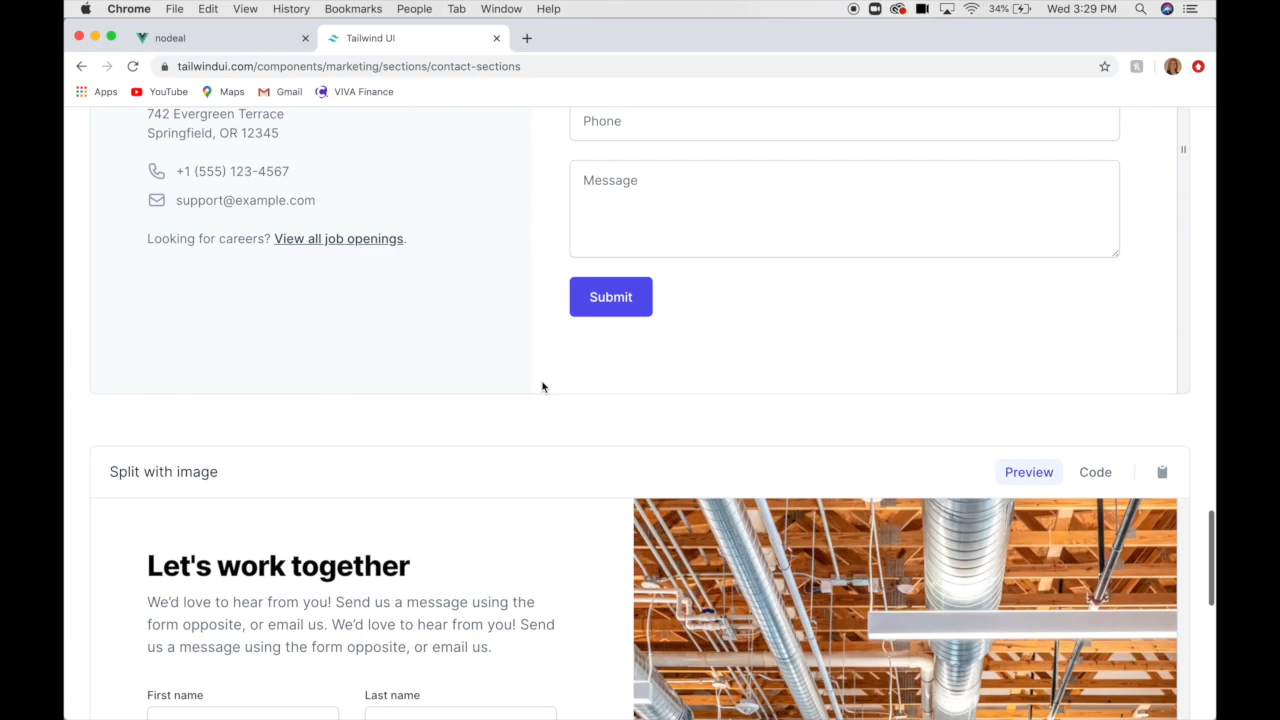 Chrome File Edit View History Bookmarks People Tab Window Help 34% Wed 3:29 PM
nodeal Tailwind UI
tailwindui.com/components/marketing/sections/contact-sections
Apps YouTube Maps Gmail VIVA Finance
742 Evergreen Terrace
Springfield, OR 12345
+1 (555) 123-4567
support@example.com
Looking for careers? View all job openings.
Phone
Message
Submit
Split with image
Preview Code
Let's work together
We'd love to hear from you! Send us a message using the
form opposite, or email us. We'd love to hear from you! Send
us a message using the form opposite, or email us.
First name Last name